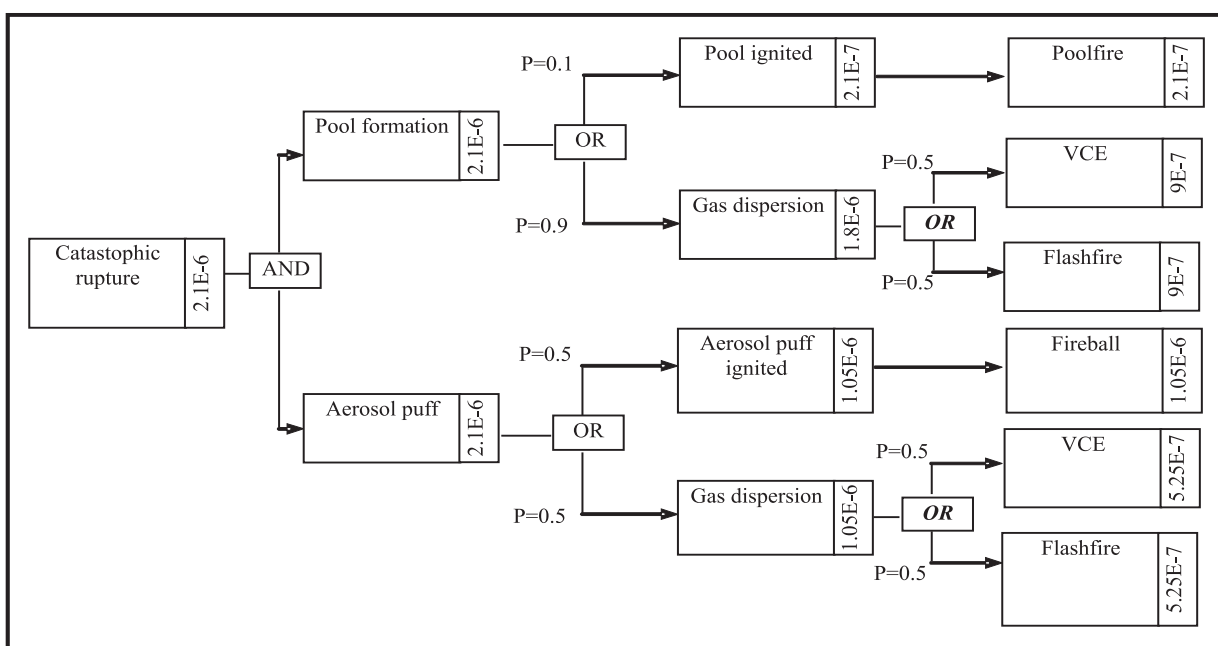 Catastophic
rupture
2.1E-6
AND
Pool formation
2.1E-6
OR
P=0.1
Pool ignited
2.1E-7
Poolfire
2.1E-7
P=0.9
Gas dispersion
1.8E-6
OR
P=0.5
VCE
9E-7
P=0.5
Flashfire
9E-7
Aerosol puff
2.1E-6
OR
P=0.5
Aerosol puff
ignited
1.05E-6
Fireball
1.05E-6
P=0.5
Gas dispersion
1.05E-6
OR
P=0.5
VCE
5.25E-7
P=0.5
Flashfire
5.25E-7